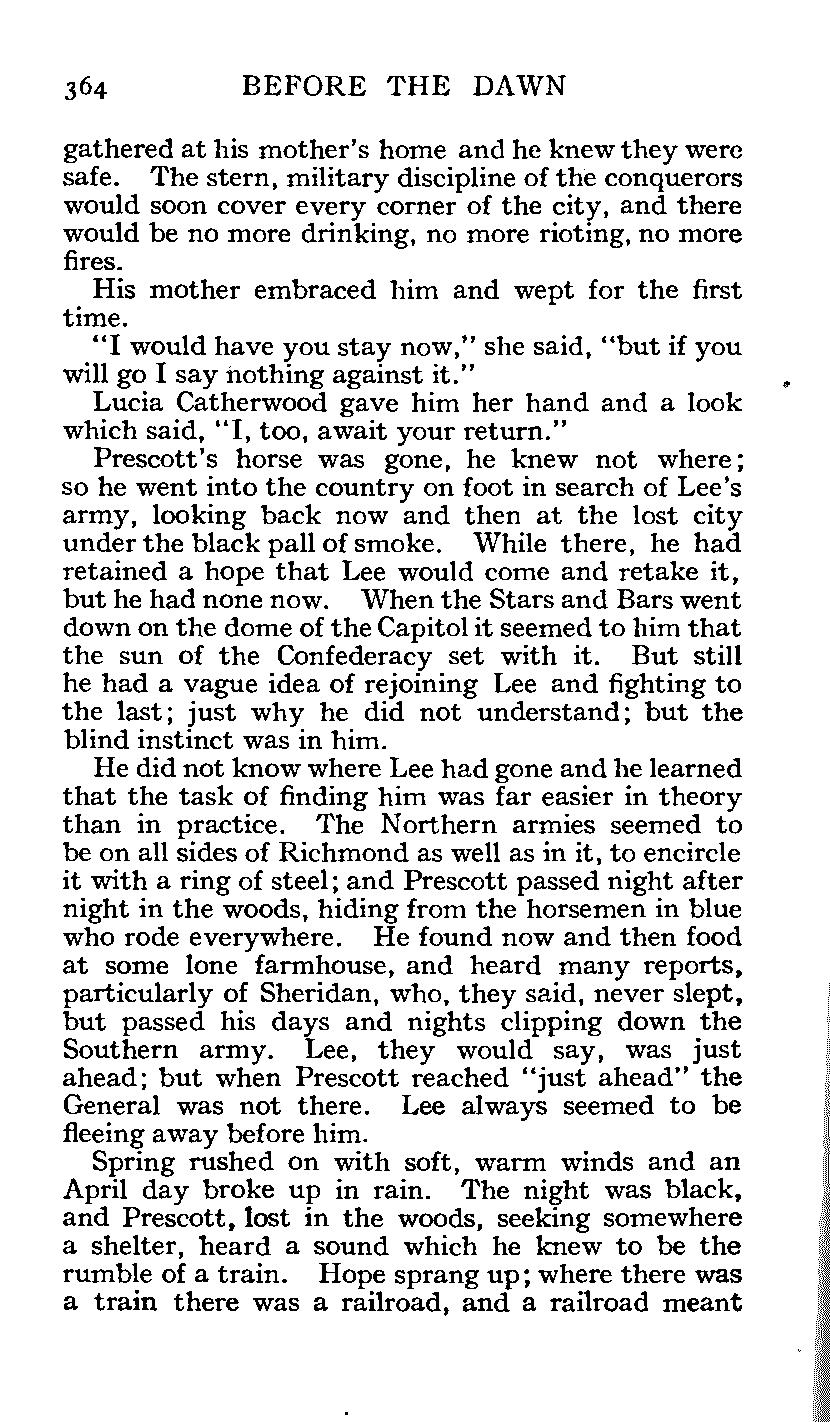 364 BEFORE THE DAWN
gathered at his mother's home and he knew they were
safe. The stern, military discipline of the conquerors
would soon cover every corner of the city, and there
would be no more drinking, no more rioting, no more
fires.
His mother embraced him and wept for the first
time.
"I would have you stay now," she said, "but if you
will go I say nothing against it."
Lucia Catherwood gave him her hand and a look
which said, "I, too, await your return."
Prescott's horse was gone, he knew not where;
so he went into the country on foot in search of Lee's
army, looking back now and then at the lost city
under the black pall of smoke. While there, he had
retained a hope that Lee would come and retake it,
but he had none now. When the Stars and Bars went
down on the dome of the Capitol it seemed to him that
the sun of the Confederacy set with it. But still
he had a vague idea of rejoining Lee and fighting to
the last; just why he did not understand; but the
blind instinct was in him.
He did not know where Lee had gone and he learned
that the task of finding him was far easier in theory
than in practice. The Northern armies seemed to
be on all sides of Richmond as well as in it, to encircle
it with a ring of steel; and Prescott passed night after
night in the woods, hiding from the horsemen in blue
who rode everywhere. He found now and then food
at some lone farmhouse, and heard many reports,
particularly of Sheridan, who, they said, never slept,
but passed his days and nights clipping down the
Southern army. Lee, they would say, was just
ahead; but when Prescott reached "just ahead" the
General was not there. Lee always seemed to be
fleeing away before him.
Spring rushed on with soft, warm winds and an
April day broke up in rain. The night was black,
and Prescott, lost in the woods, seeking somewhere
a shelter, heard a sound which he knew to be the
rumble of a train. Hope sprang up; where there was
a train there was a railroad, and a railroad meant